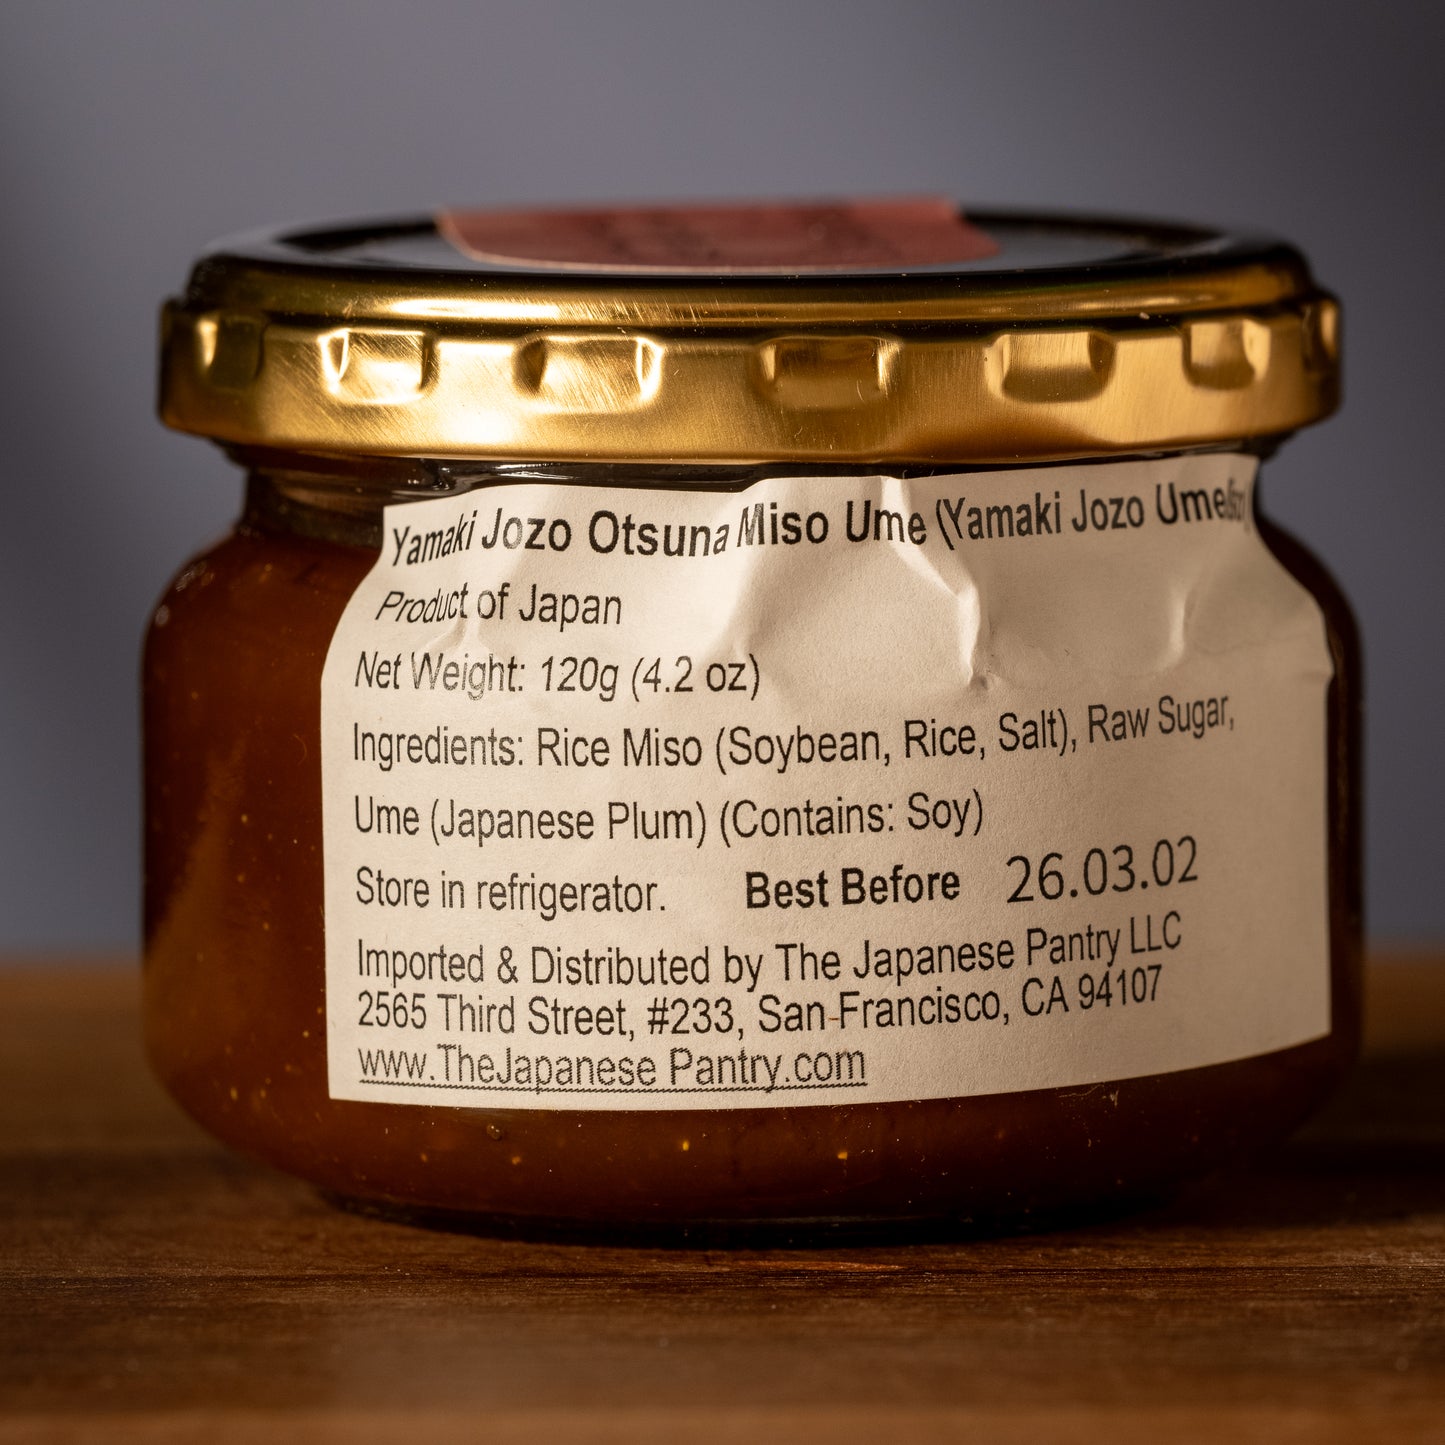 Yamaki Jozo Otsuna Miso Ume (Yamaki Jozo Ume
Product of Japan
Net Weight: 120g (4.2 oz)
Ingredients: Rice Miso (Soybean, Rice, Salt), Raw Sugar,
Ume (Japanese Plum) (Contains: Soy)
Store in refrigerator. Best Before 26.03.02
Imported & Distributed by The Japanese Pantry LLC
2565 Third Street, #233, San Francisco, CA 94107
www.TheJapanese Pantry.com